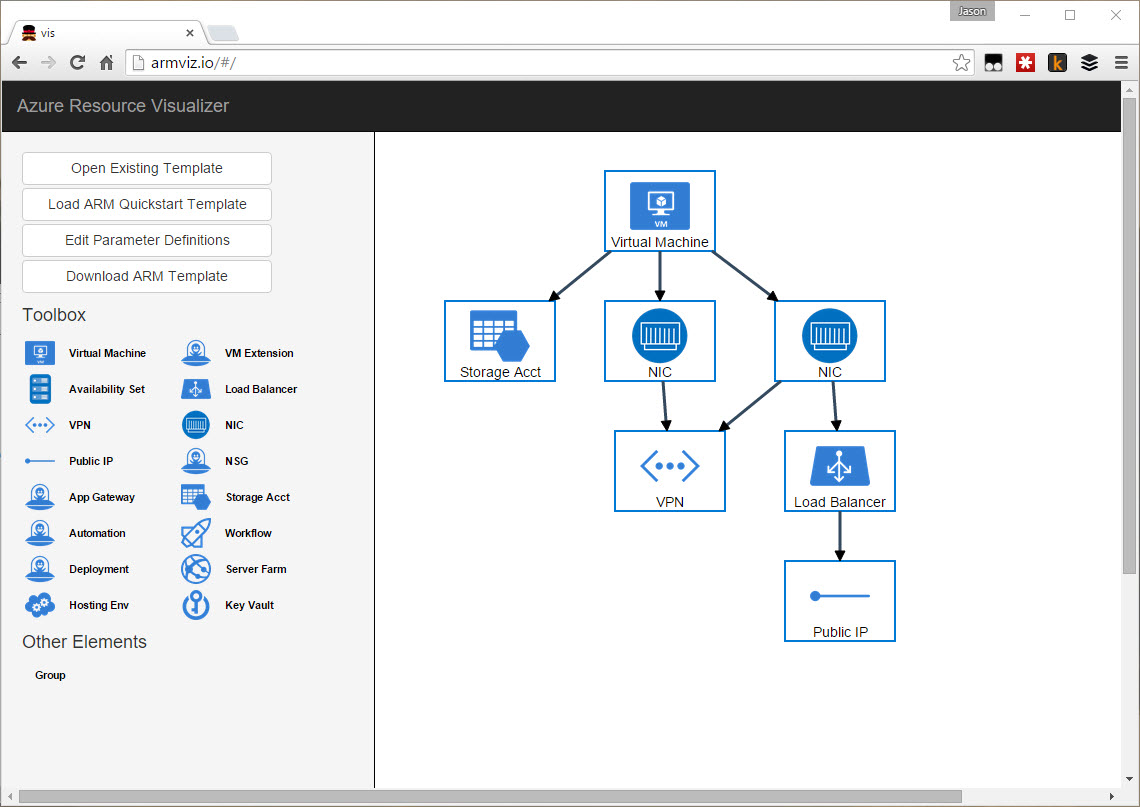 Jason
vis
armviz.io/#/
k
Azure Resource Visualizer
Open Existing Template
Load ARM Quickstart Template
Edit Parameter Definitions
Download ARM Template
Toolbox
VM Virtual Machine VM Extension
Availability Set Load Balancer
VPN NIC
Public IP NSG
App Gateway Storage Acct
Automation Workflow
Deployment Server Farm
Hosting Env Key Vault
Other Elements
Group
VM
Virtual Machine
Storage Acct NIC NIC
VPN Load Balancer
Public IP